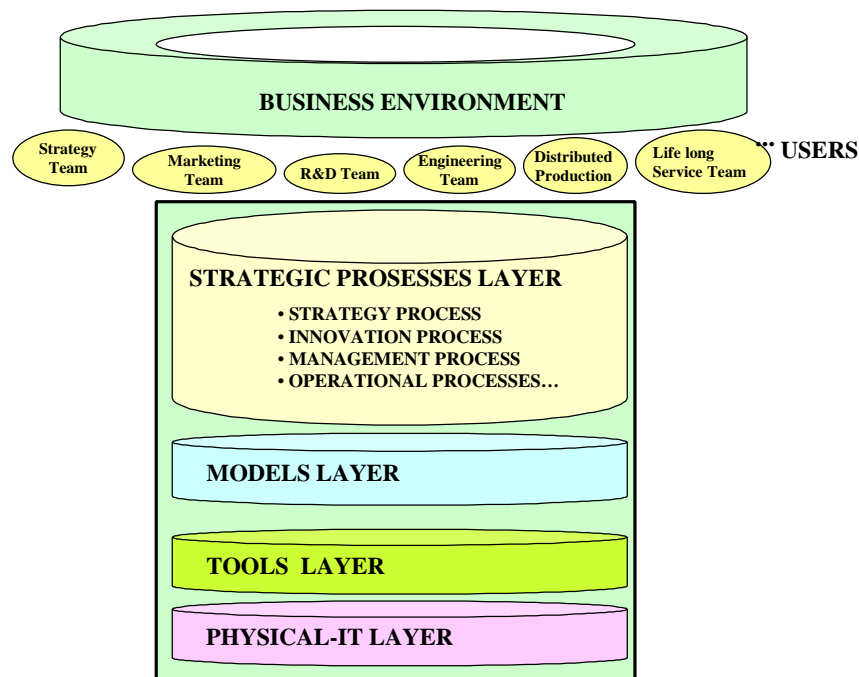 BUSINESS ENVIRONMENT
Strategy
Team
Marketing
Team
R&D Team
Engineering
Team
Distributed
Production
Life long
Service Team
... USERS
STRATEGIC PROSESSES LAYER
• STRATEGY PROCESS
• INNOVATION PROCESS
• MANAGEMENT PROCESS
• OPERATIONAL PROCESSES…
MODELS LAYER
TOOLS LAYER
PHYSICAL-IT LAYER